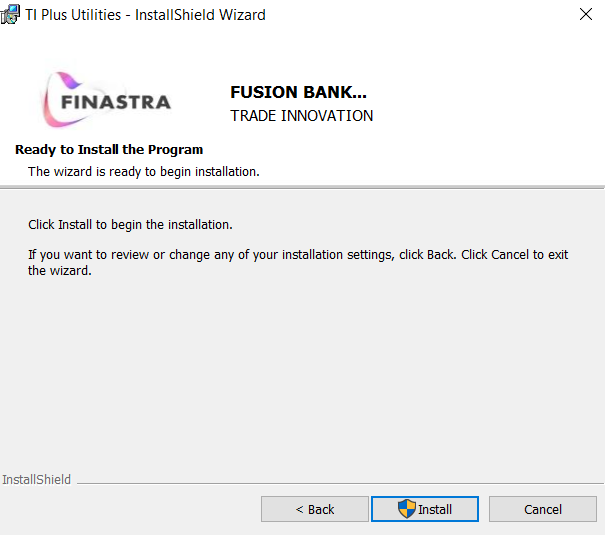 TI Plus Utilities - InstallShield Wizard
FINASTRA
FUSION BANK...
TRADE INNOVATION
Ready to Install the Program
The wizard is ready to begin installation.
Click Install to begin the installation.
If you want to review or change any of your installation settings, click Back. Click Cancel to exit
the wizard.
InstallShield
< Back
Install
Cancel